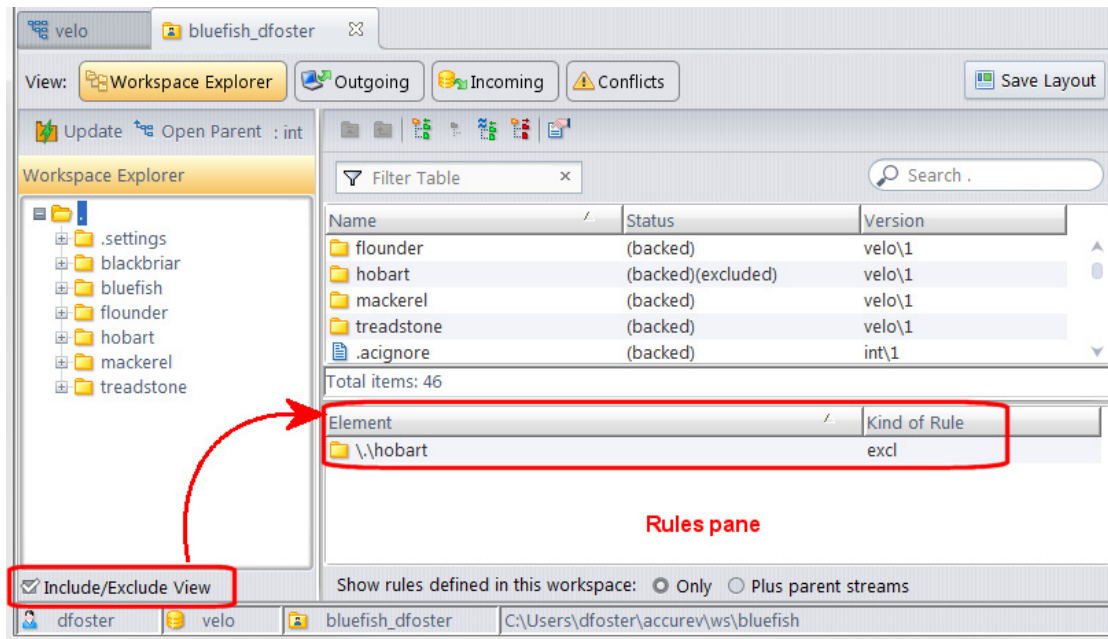 velo
bluefish_dfoster
View: Workspace Explorer Outgoing Incoming Conflicts Save Layout
Update Open Parent : int
Workspace Explorer
.
.settings
blackbriar
bluefish
flounder
hobart
mackerel
treadstone
Include/Exclude View
Filter Table
Search .
Name Status Version
flounder (backed) velo\1
hobart (backed)(excluded) velo\1
mackerel (backed) velo\1
treadstone (backed) velo\1
.acignore (backed) int\1
Total items: 46
Element Kind of Rule
\.\hobart excl
Rules pane
Show rules defined in this workspace: Only Plus parent streams
dfoster velo bluefish_dfoster C:\Users\dfoster\accurev\ws\bluefish